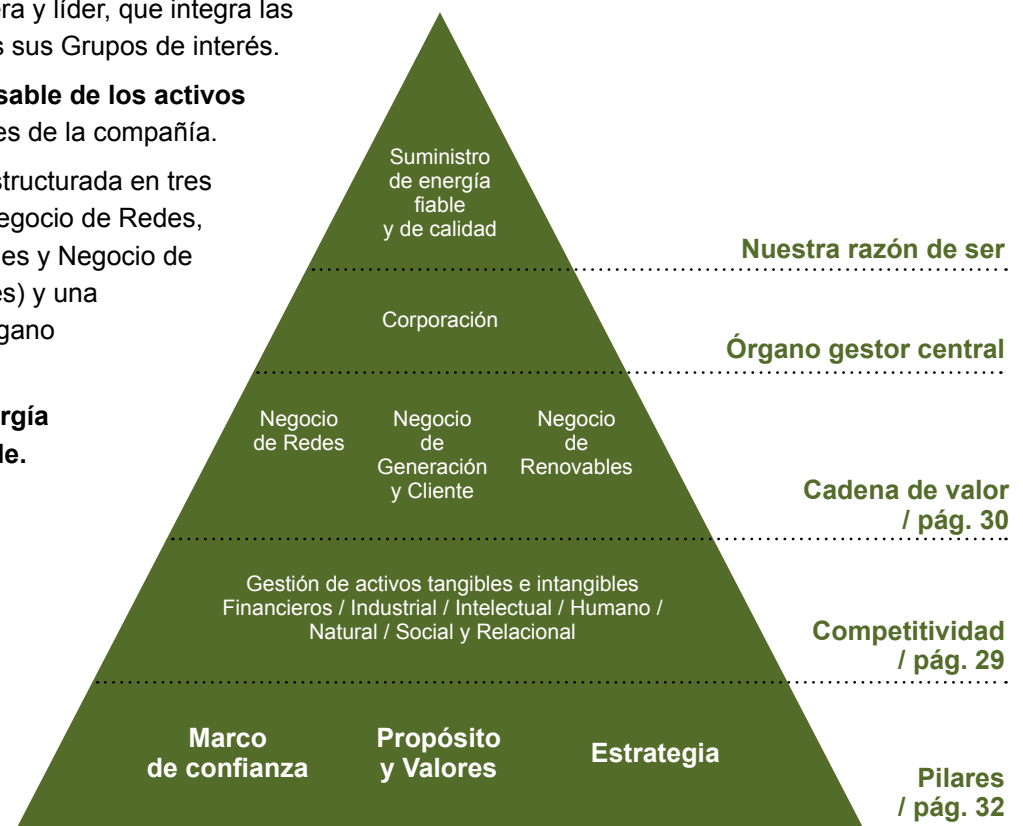 era y líder, que integra las
s sus Grupos de interés.
sable de los activos
es de la compañía.
structurada en tres
egocio de Redes,
es y Negocio de
es) y una
gano
rgía
le.
Suministro
de energía
fiable
y de calidad
Nuestra razón de ser
Corporación
Órgano gestor central
Negocio
de Redes
Negocio
de
Generación
y Cliente
Negocio
de
Renovables
Cadena de valor
/ pág. 30
Gestión de activos tangibles e intangibles
Financieros / Industrial / Intelectual / Humano /
Natural / Social y Relacional
Competitividad
/ pág. 29
Marco
de confianza
Propósito
y Valores
Estrategia
Pilares
/ pág. 32